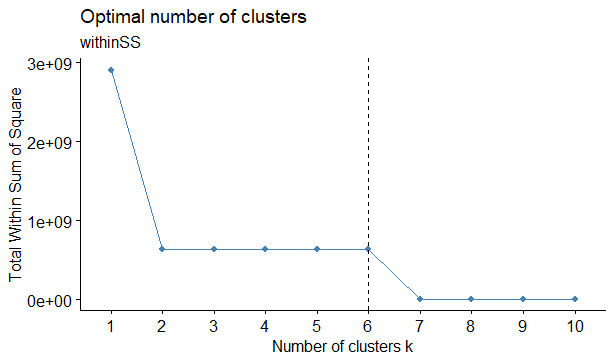 Optimal number of clusters
withinSS
Total Within Sum of Square
3e+09
2e+09
1e+09
0e+00
1 2 3 4 5 6 7 8 9 10
Number of clusters k